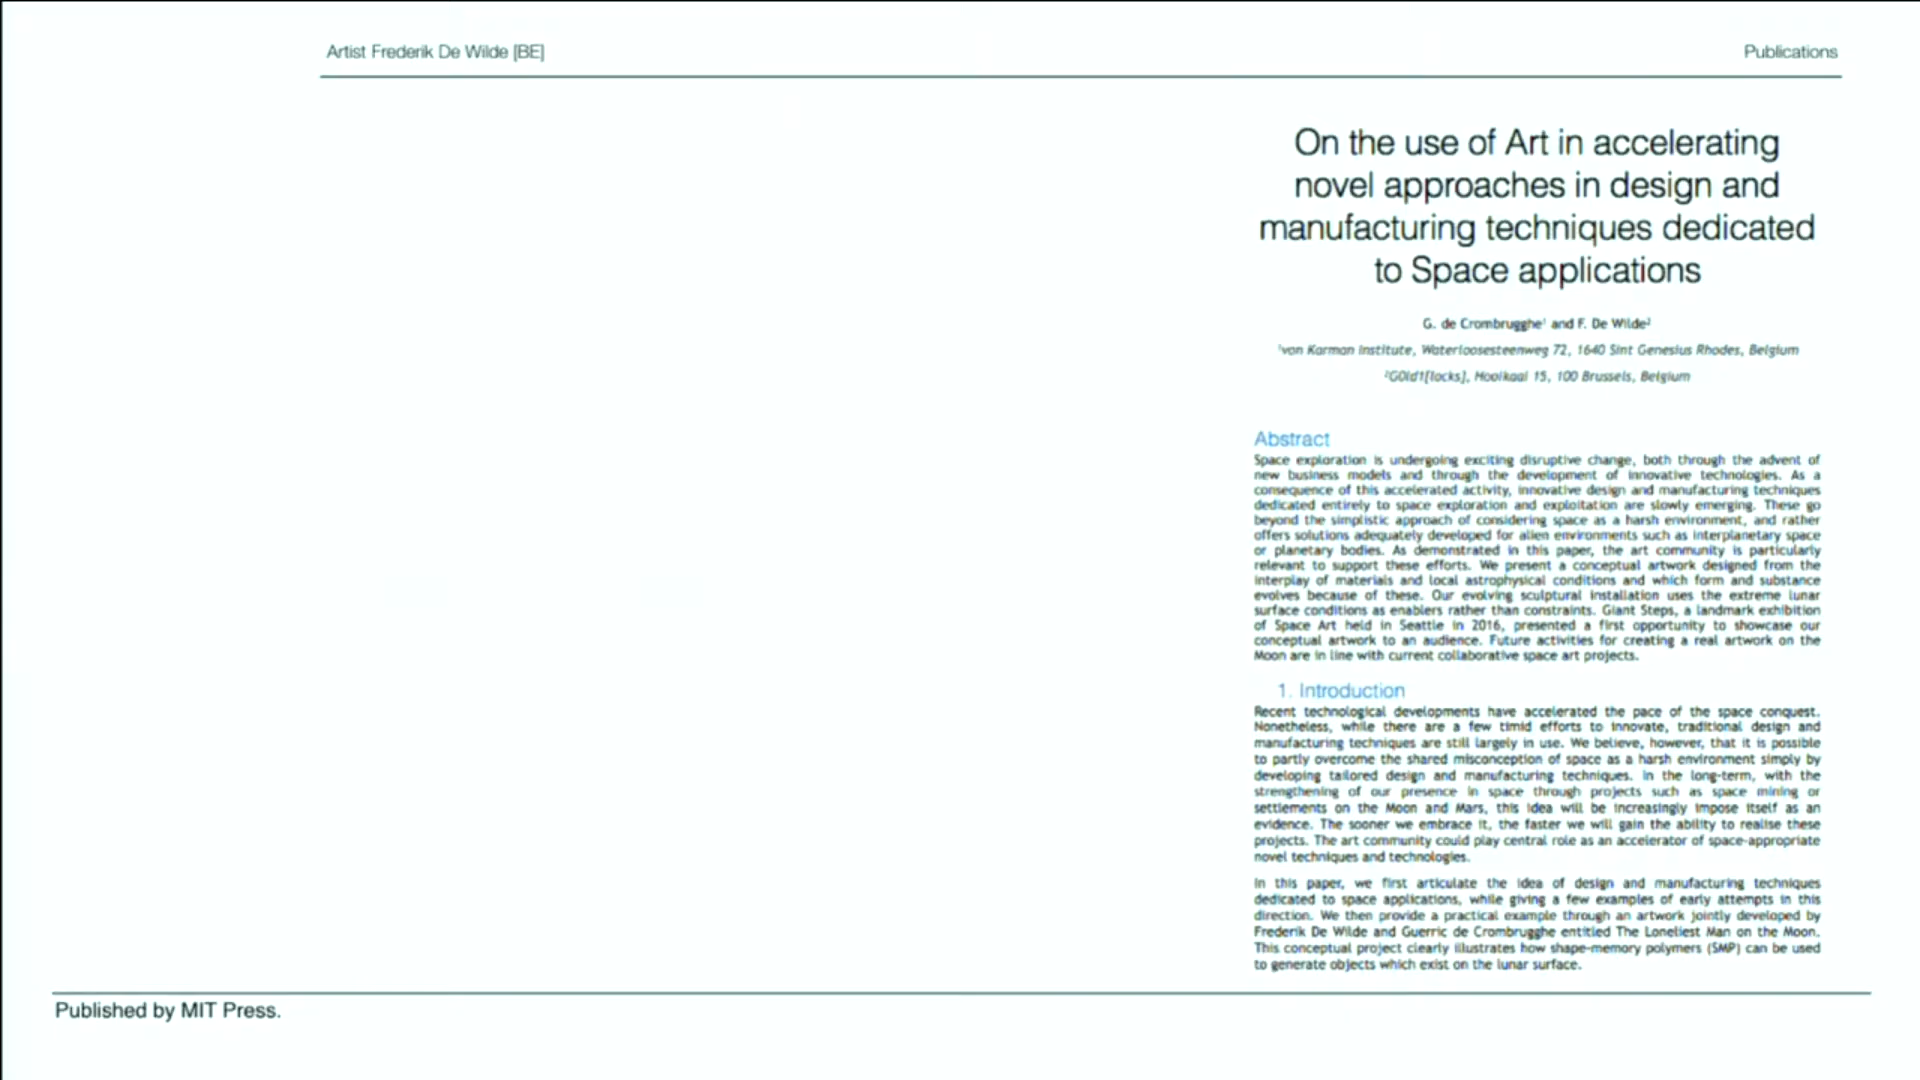 Artist Frederik De Wilde [BE]
Publications
On the use of Art in accelerating
novel approaches in design and
manufacturing techniques dedicated
to Space applications
G. de Crombrugghe¹ and F. De Wilde²
¹von Karman Institute, Waterloosesteenweg 72, 1640 Sint Genesius Rhodes, Belgium
²G0ld1[locks], Hooikaai 15, 100 Brussels, Belgium
Abstract
Space exploration is undergoing exciting disruptive change, both through the advent of
new business models and through the development of innovative technologies. As a
consequence of this accelerated activity, innovative design and manufacturing techniques
dedicated entirely to space exploration and exploitation are slowly emerging. These go
beyond the simplistic approach of considering space as a harsh environment, and rather
offers solutions adequately developed for alien environments such as interplanetary space
or planetary bodies. As demonstrated in this paper, the art community is particularly
relevant to support these efforts. We present a conceptual artwork designed from the
interplay of materials and local astrophysical conditions and which form and substance
evolves because of these. Our evolving sculptural installation uses the extreme lunar
surface conditions as enablers rather than constraints. Giant Steps, a landmark exhibition
of Space Art held in Seattle in 2016, presented a first opportunity to showcase our
conceptual artwork to an audience. Future activities for creating a real artwork on the
Moon are in line with current collaborative space art projects.
1. Introduction
Recent technological developments have accelerated the pace of the space conquest.
Nonetheless, while there are a few timid efforts to innovate, traditional design and
manufacturing techniques are still largely in use. We believe, however, that it is possible
to partly overcome the shared misconception of space as a harsh environment simply by
developing tailored design and manufacturing techniques. In the long-term, with the
strengthening of our presence in space through projects such as space mining or
settlements on the Moon and Mars, this idea will be increasingly impose itself as an
evidence. The sooner we embrace it, the faster we will gain the ability to realise these
projects. The art community could play central role as an accelerator of space-appropriate
novel techniques and technologies.
In this paper, we first articulate the idea of design and manufacturing techniques
dedicated to space applications, while giving a few examples of early attempts in this
direction. We then provide a practical example through an artwork jointly developed by
Frederik De Wilde and Guerric de Crombrugghe entitled The Loneliest Man on the Moon.
This conceptual project clearly illustrates how shape-memory polymers (SMP) can be used
to generate objects which exist on the lunar surface.
Published by MIT Press.